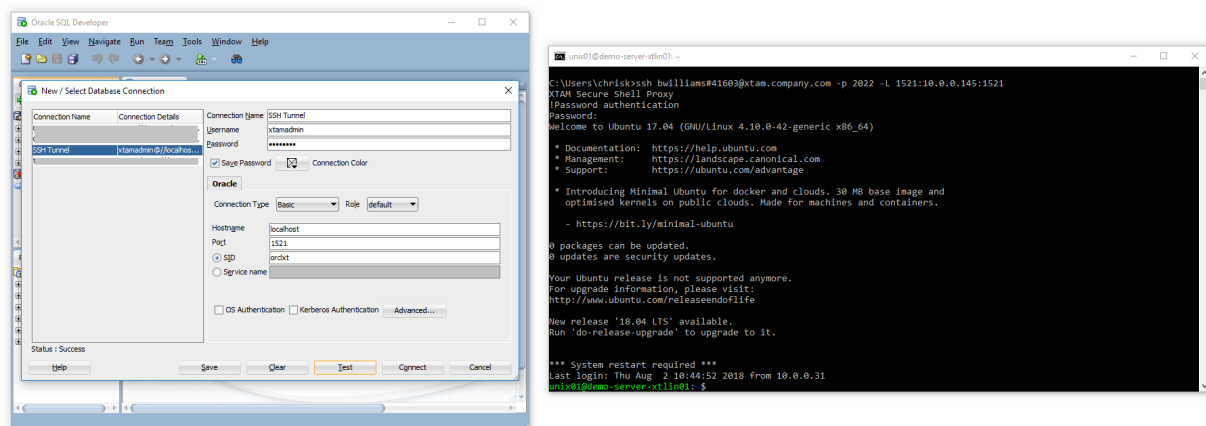 Oracle SQL Developer
File Edit View Navigate Run Team Tools Window Help
New / Select Database Connection
Connection Name Connection Details
SSH Tunnel xtamadmin@//localhos...
Connection Name SSH Tunnel
Username xtamadmin
Password ••••••••
Save Password Connection Color
Oracle
Connection Type Basic Role default
Hostname localhost
Port 1521
SID orclxt
Service name
OS Authentication Kerberos Authentication Advanced...
Status : Success
Help Save Clear Test Connect Cancel
unix01@demo-server-xtlin01: ~
C:\Users\chrisk>ssh bwilliams#41603@xtam.company.com -p 2022 -L 1521:10.0.0.145:1521
XTAM Secure Shell Proxy
!Password authentication
Password:
Welcome to Ubuntu 17.04 (GNU/Linux 4.10.0-42-generic x86_64)
* Documentation: https://help.ubuntu.com
* Management: https://landscape.canonical.com
* Support: https://ubuntu.com/advantage
* Introducing Minimal Ubuntu for docker and clouds. 30 MB base image and
optimised kernels on public clouds. Made for machines and containers.
- https://bit.ly/minimal-ubuntu
0 packages can be updated.
0 updates are security updates.
Your Ubuntu release is not supported anymore.
For upgrade information, please visit:
http://www.ubuntu.com/releaseendoflife
New release '18.04 LTS' available.
Run 'do-release-upgrade' to upgrade to it.
*** System restart required ***
Last login: Thu Aug  2 10:44:52 2018 from 10.0.0.31
unix01@demo-server-xtlin01: $